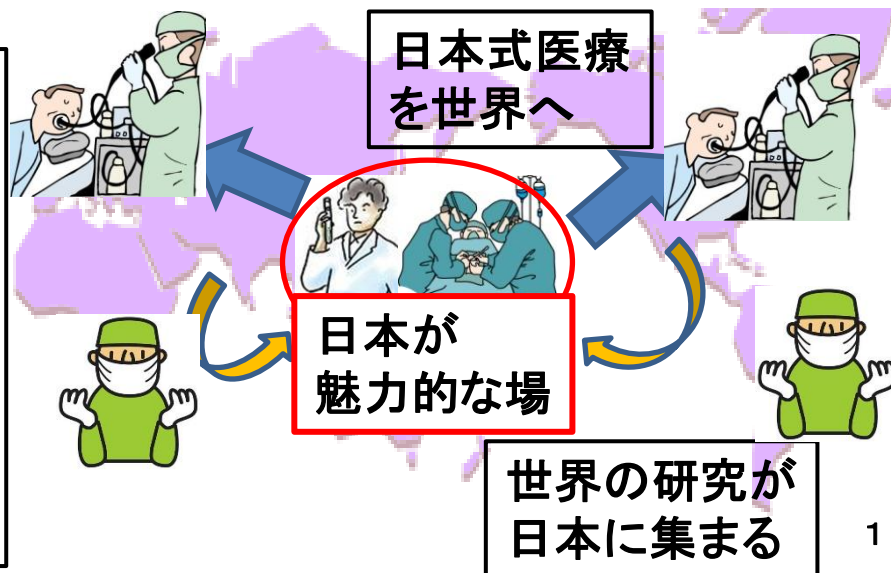 日本式医療
を世界へ
日本が
魅力的な場
世界の研究が
日本に集まる
1